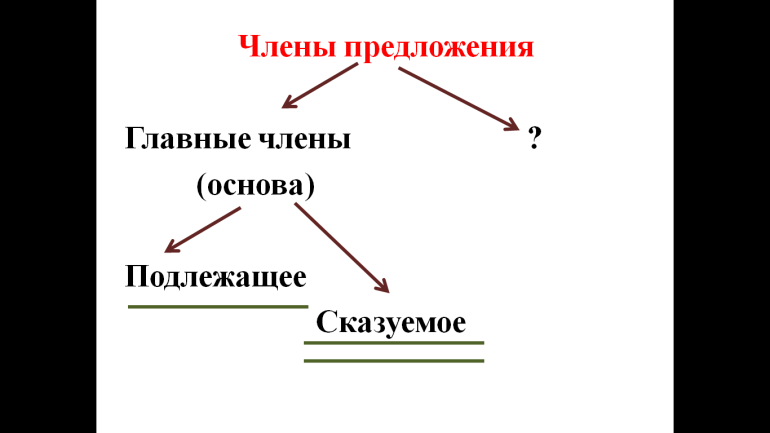 Члены предложения
Главные члены ?
(основа)
Подлежащее
Сказуемое